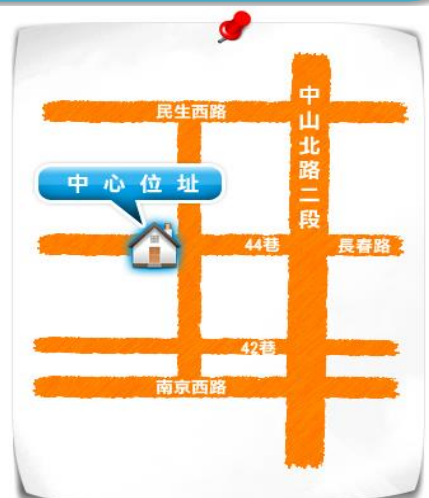 民生西路
中山北路二段
中心位址
44巷
長春路
42巷
南京西路